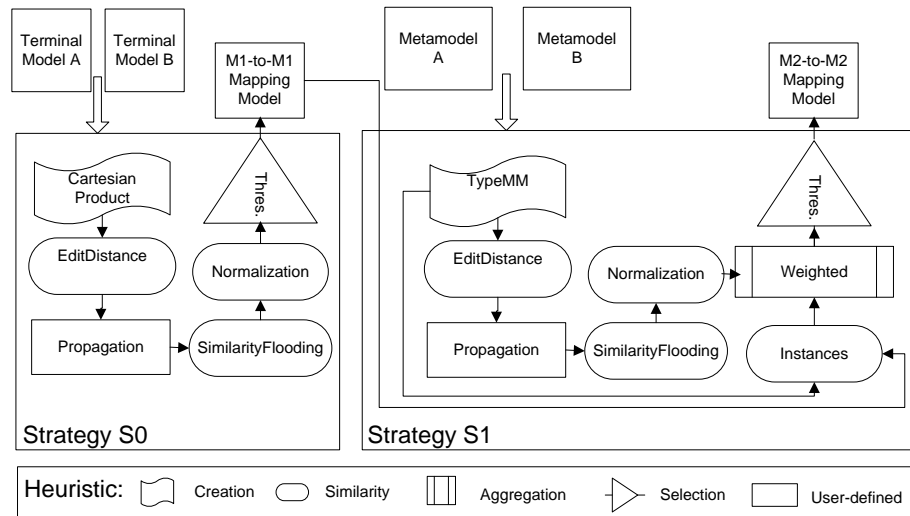 Terminal
Model A
Terminal
Model B
M1-to-M1
Mapping
Model
Metamodel
A
Metamodel
B
M2-to-M2
Mapping
Model
Cartesian
Product
Thres.
EditDistance
Normalization
Propagation
SimilarityFlooding
Strategy S0
TypeMM
Thres.
EditDistance
Normalization
Weighted
Propagation
SimilarityFlooding
Instances
Strategy S1
Heuristic:
Creation
Similarity
Aggregation
Selection
User-defined